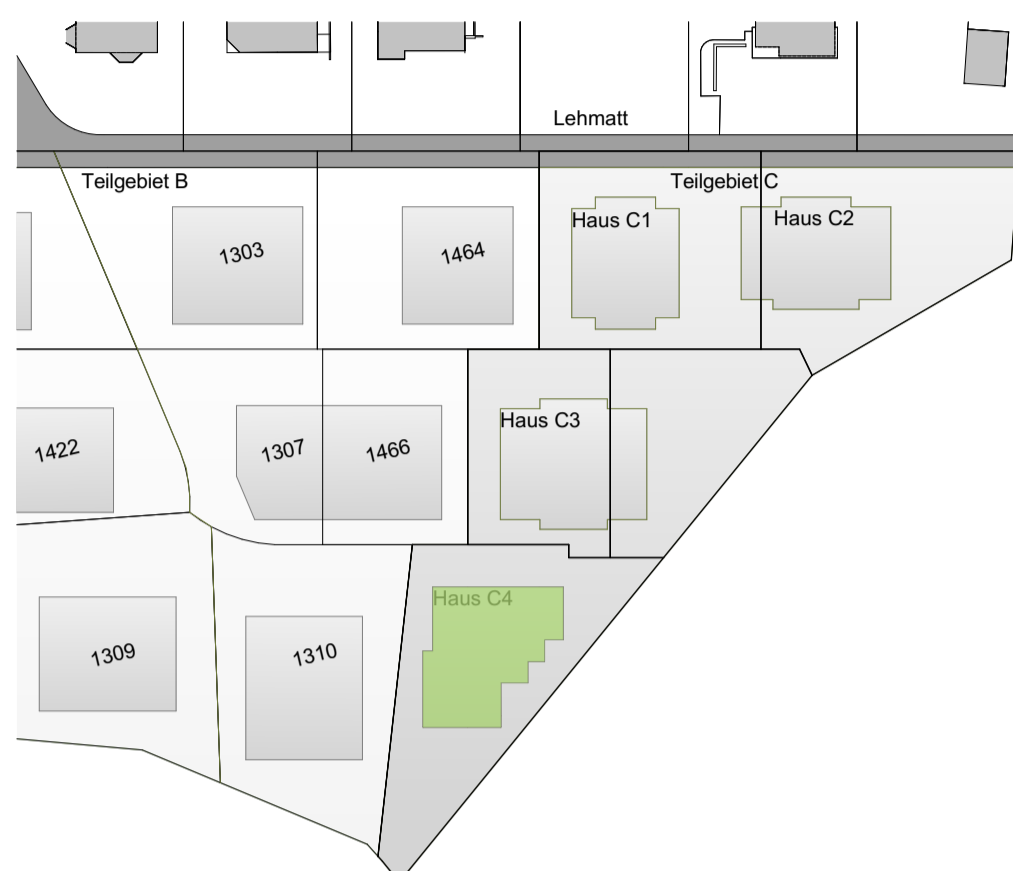 Lehmatt
Teilgebiet B
Teilgebiet C
Haus C1
Haus C2
1303
1464
Haus C3
1422
1307
1466
Haus C4
1309
1310